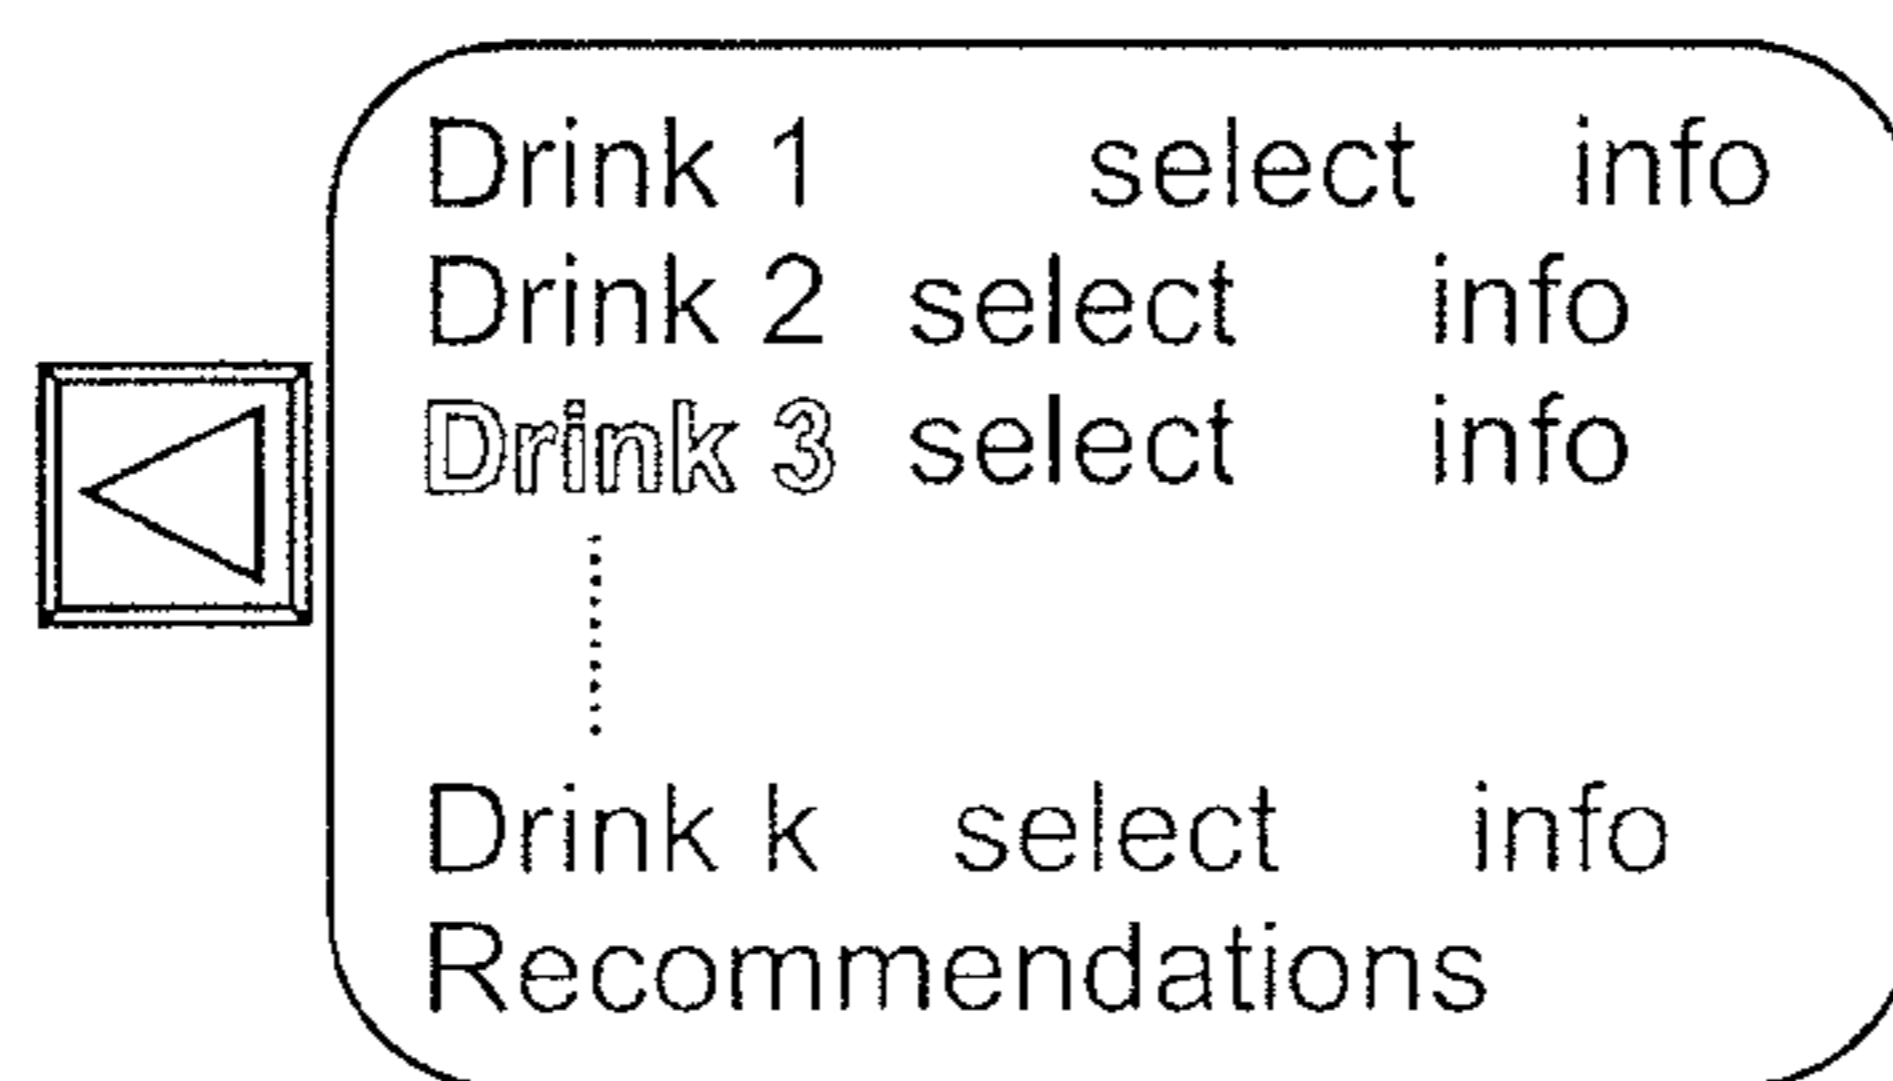 Drink 1 select info
Drink 2 select info
Drink 3 select info
Drink k select info
Recommendations